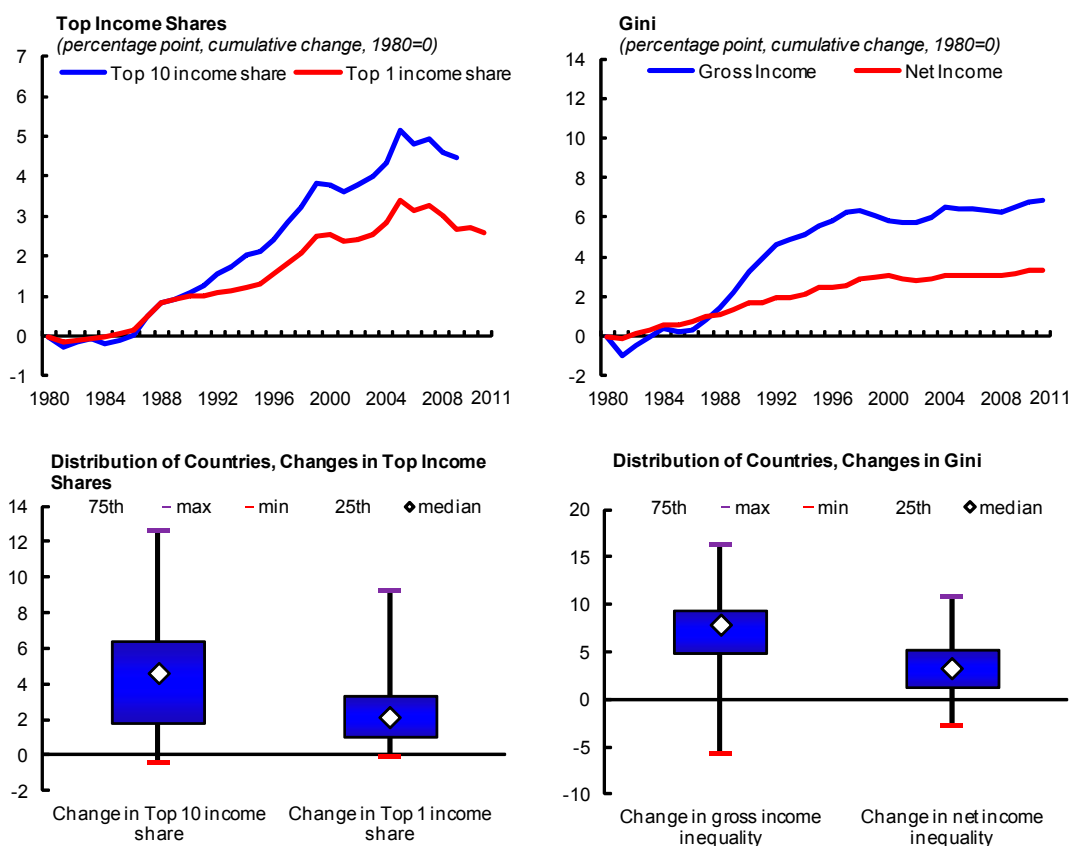 Top Income Shares
(percentage point, cumulative change, 1980=0)
Top 10 income share Top 1 income share
7
6
5
4
3
2
1
0
-1
1980 1984 1988 1992 1996 2000 2004 2008 2011
Gini
(percentage point, cumulative change, 1980=0)
Gross Income Net Income
14
12
10
8
6
4
2
0
-2
1980 1984 1988 1992 1996 2000 2004 2008 2011
Distribution of Countries, Changes in Top Income
Shares
75th max min 25th median
14
12
10
8
6
4
2
0
-2
Change in Top 10 income
share
Change in Top 1 income
share
Distribution of Countries, Changes in Gini
75th max min 25th median
20
15
10
5
0
-5
-10
Change in gross income
inequality
Change in net income
inequality